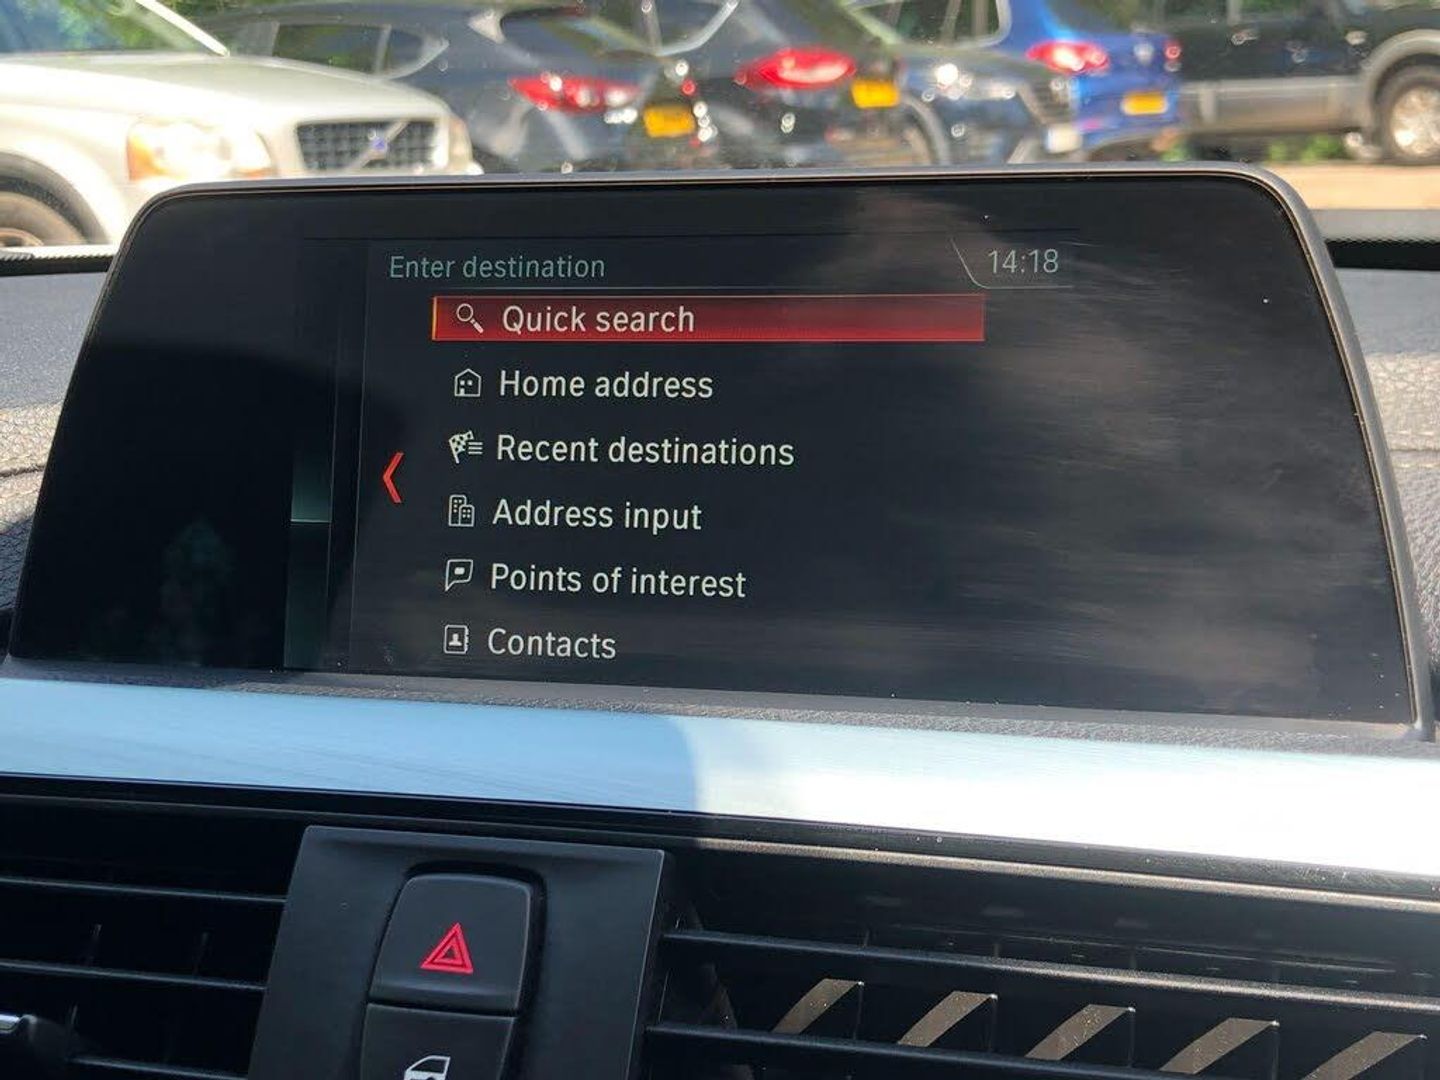 Enter destination
14:18
Quick search
Home address
Recent destinations
Address input
Points of interest
Contacts